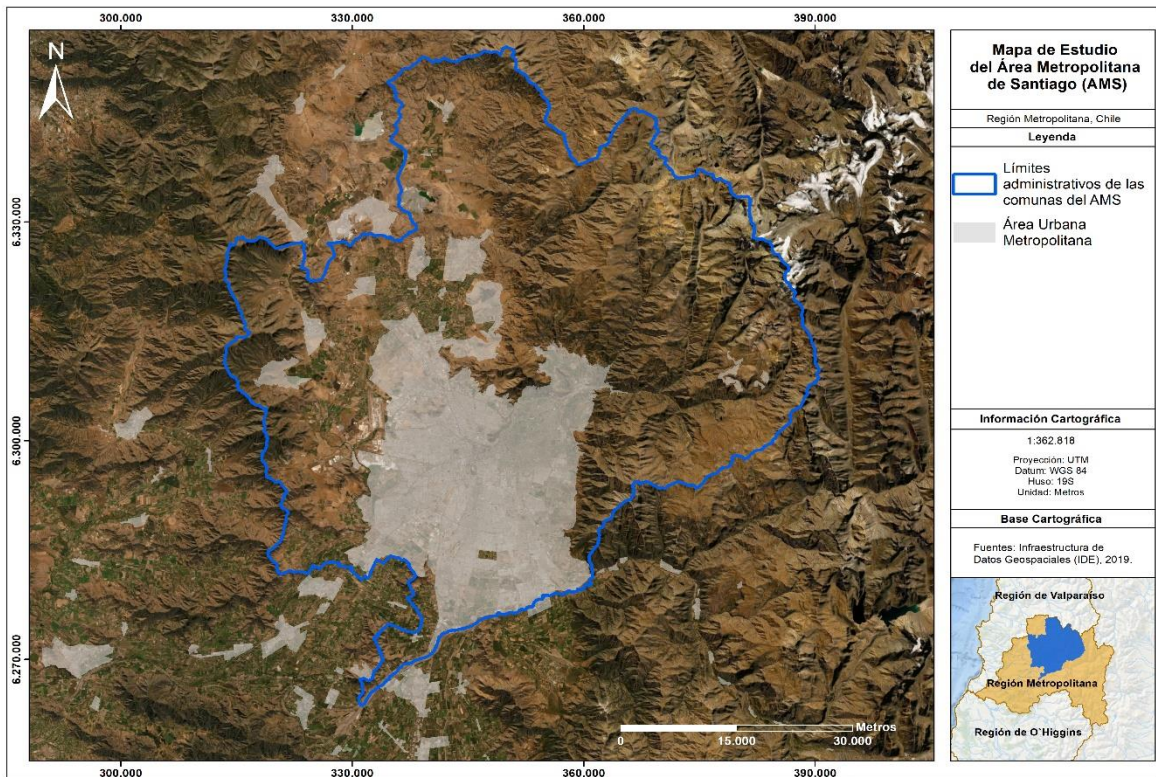 300.000 330.000 360.000 390.000
N
6.330.000
6.300.000
6.270.000
Metros
0 15.000 30.000
300.000 330.000 360.000 390.000
Mapa de Estudio
del Área Metropolitana
de Santiago (AMS)
Región Metropolitana, Chile
Leyenda
Límites
administrativos de las
comunas del AMS
Área Urbana
Metropolitana
Información Cartográfica
1:362.818
Proyección: UTM
Datum: WGS 84
Huso: 19S
Unidad: Metros
Base Cartográfica
Fuentes: Infraestructura de
Datos Geospaciales (IDE), 2019.
Región de Valparaíso
Región Metropolitana
Región de O`Higgins